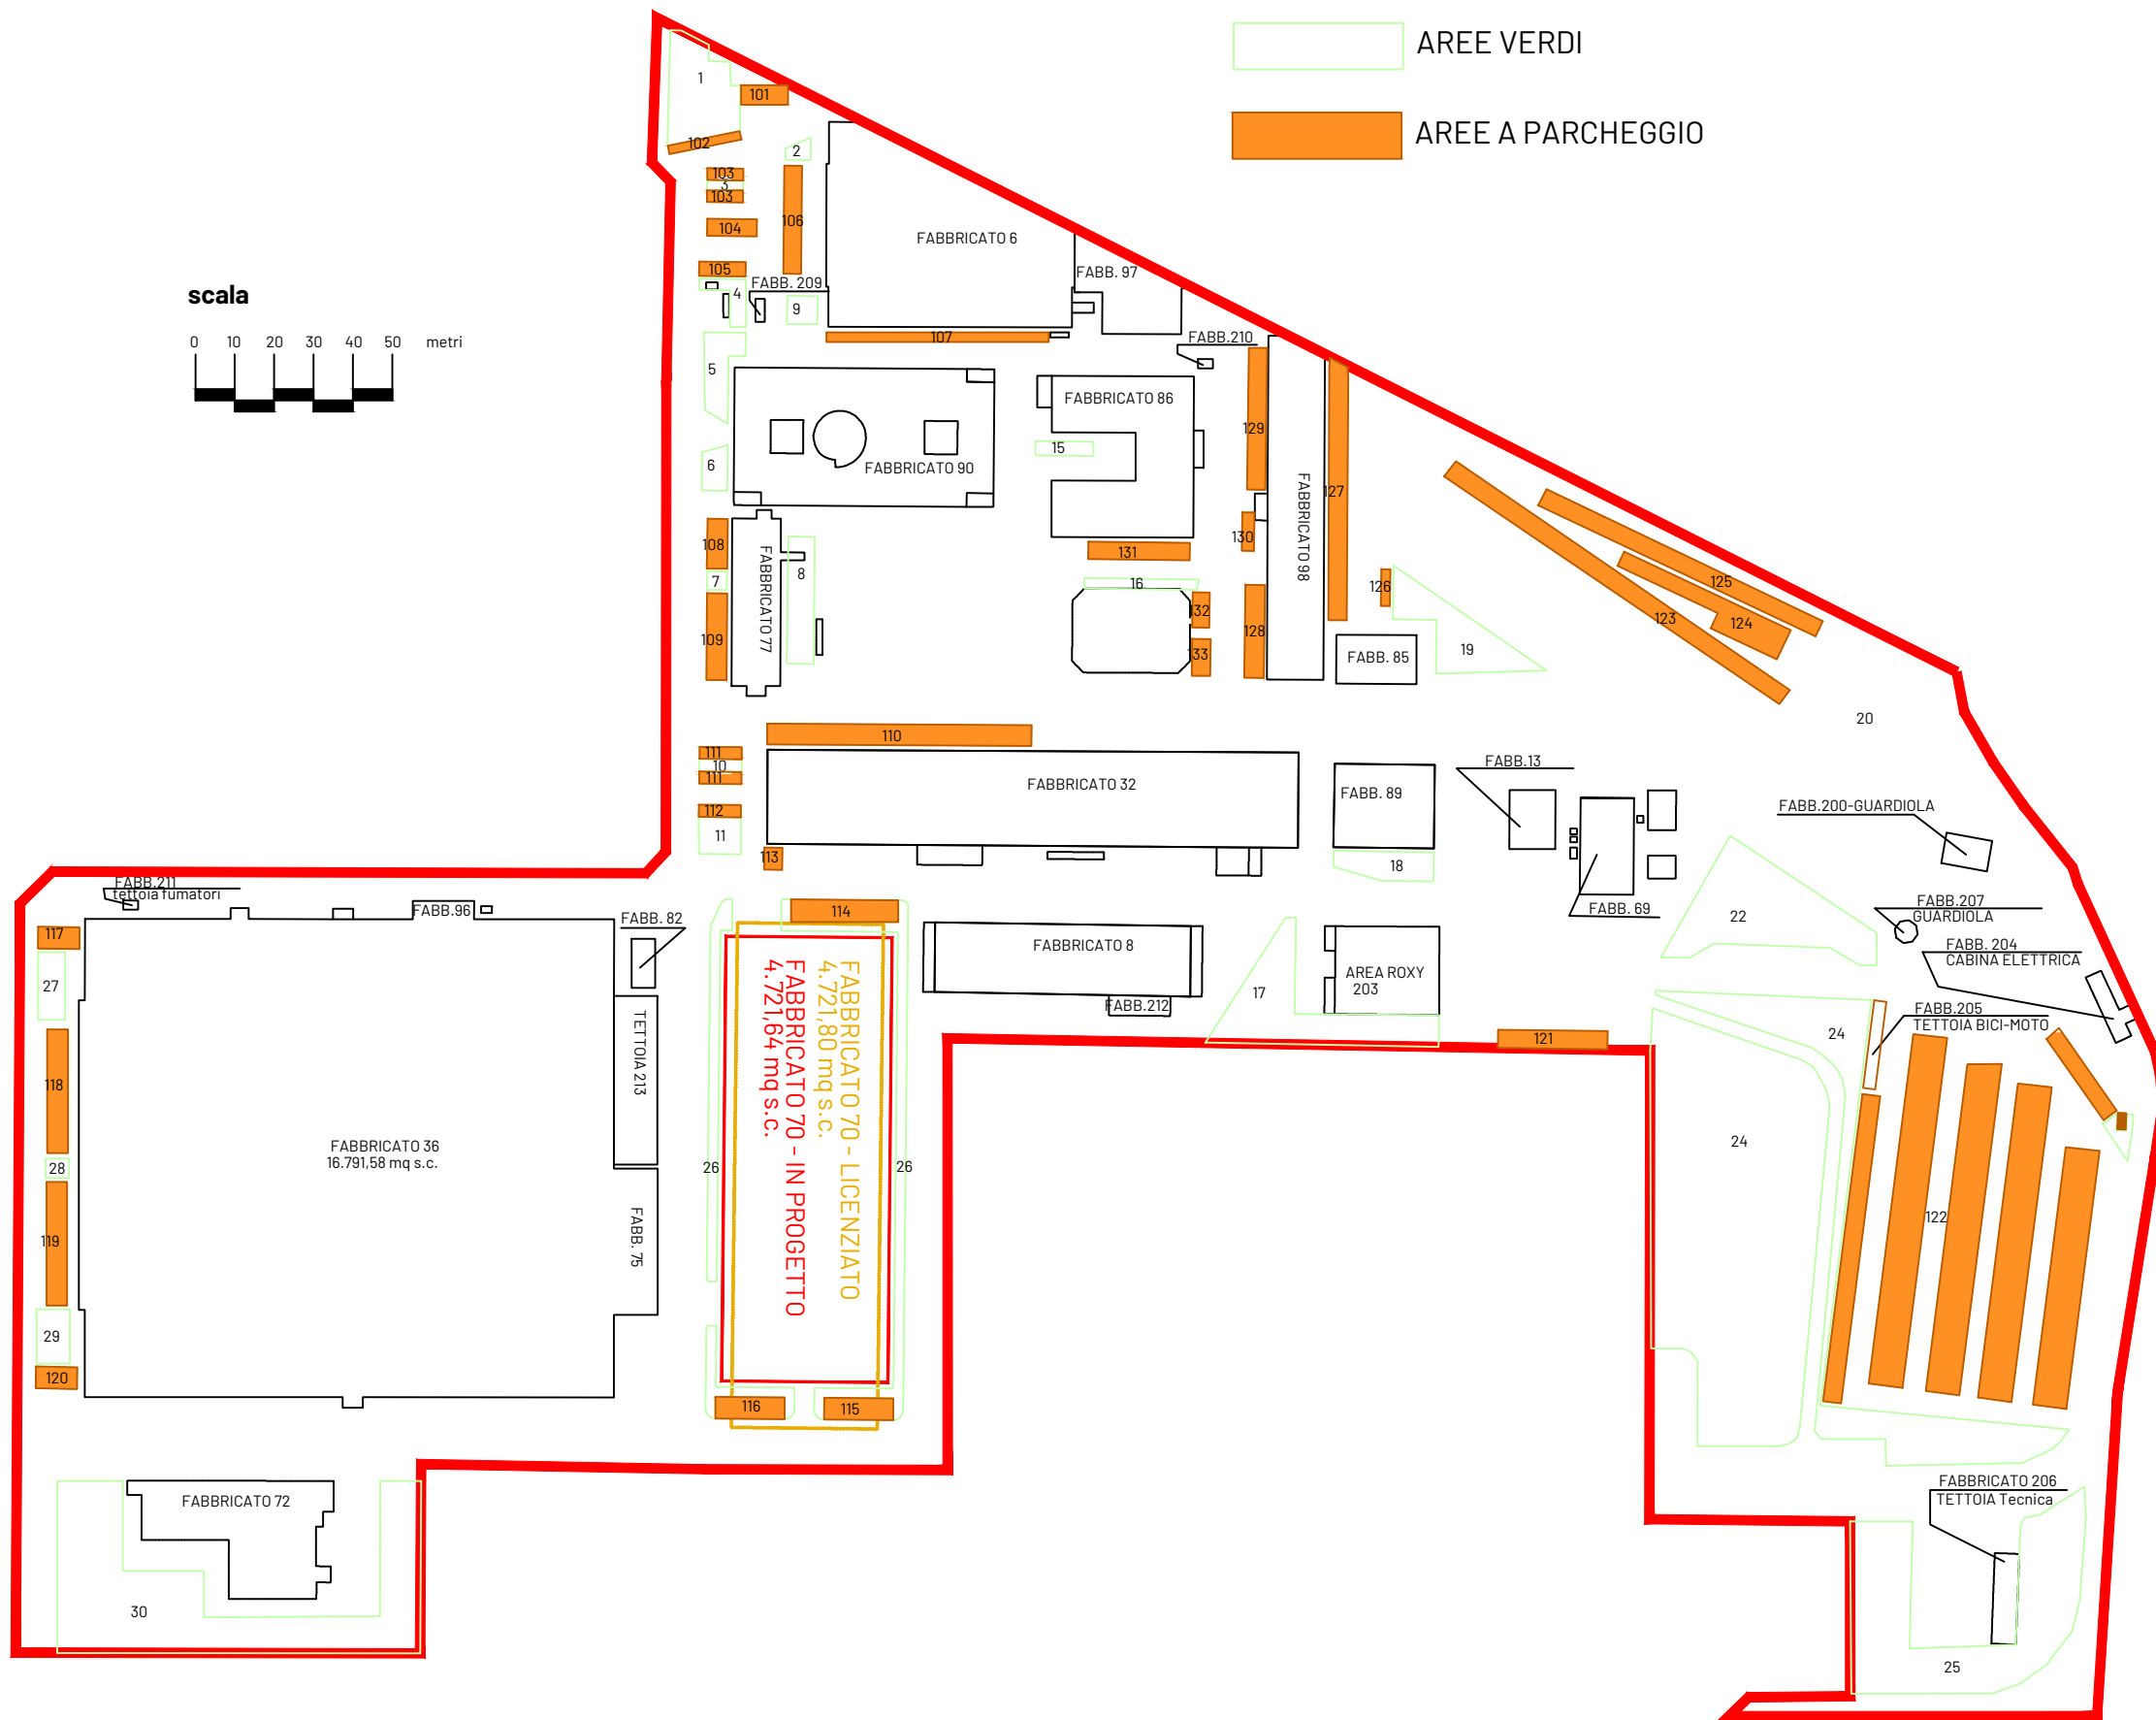 AREE VERDI
AREE A PARCHEGGIO
scala
0 10 20 30 40 50 metri
1
101
102
2
103
3
103
106
104
FABBRICATO 6
105
FABB. 97
FABB. 209
4
9
107
FABB.210
5
FABBRICATO 86
129
15
6
FABBRICATO 90
127
FABBRICATO 98
130
108
131
FABBRICATO 77
8
7
16
126
125
132
123
124
109
128
133
FABB. 85
19
20
110
111
10
111
FABBRICATO 32
FABB. 89
FABB.13
FABB.200-GUARDIOLA
112
11
113
18
FABB.211
tettoia fumatori
FABB.96
FABB. 82
114
FABB. 69
22
FABB.207
GUARDIOLA
117
FABBRICATO 8
FABB. 204
CABINA ELETTRICA
AREA ROXY
203
27
17
FABB.212
TETTOIA 213
FABB.205
TETTOIA BICI-MOTO
24
121
118
FABBRICATO 70 - LICENZIATO
4.721,80 mq s.c.
FABBRICATO 70 - IN PROGETTO
4.721,64 mq s.c.
FABBRICATO 36
16.791,58 mq s.c.
24
28
26
26
122
119
FABB. 75
29
120
116
115
FABBRICATO 72
FABBRICATO 206
TETTOIA Tecnica
30
25